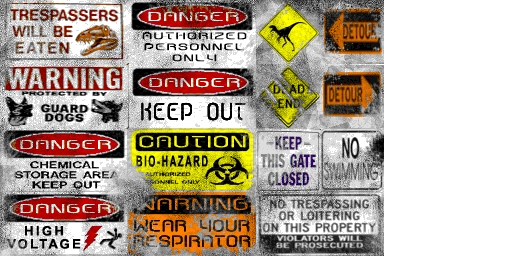 TRESPASSERS
WILL BE
EATEN
DANGER
AUTHORIZED
PERSONNEL
ONLY
DETOUR
WARNING
PROTECTED BY
GUARD
DOGS
DANGER
KEEP OUT
DEAD
END
DETOUR
DANGER
CHEMICAL
STORAGE AREA
KEEP OUT
CAUTION
BIO-HAZARD
AUTHORIZED
PERSONNEL ONLY
-KEEP-
THIS GATE
CLOSED
NO
SWIMMING
DANGER
HIGH
VOLTAGE
WARNING
WEAR YOUR
RESPIRATOR
NO TRESPASSING
OR LOITERING
ON THIS PROPERTY
VIOLATORS WILL
BE PROSECUTED